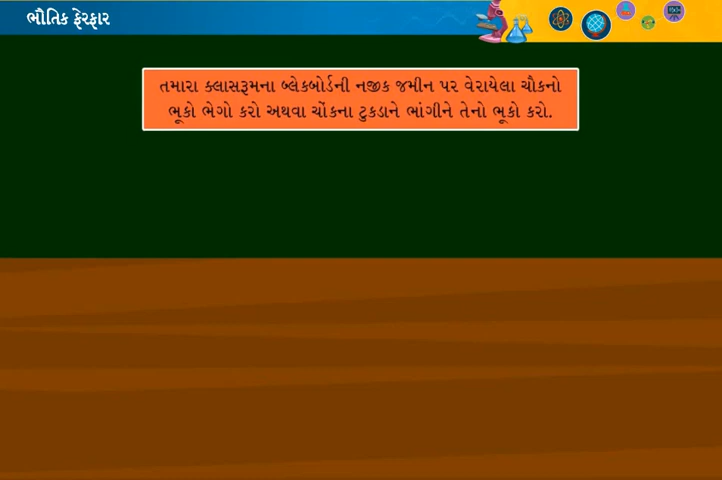 ભૌતિક ફેરફાર
તમારા ક્લાસરૂમના બ્લેકબોર્ડની નજીક જમીન પર વેરાયેલા ચૌકનો
ભૂકો ભેગો કરો અથવા ચોંકના ટુકડાને ભાંગીને તેનો ભૂકો કરો.